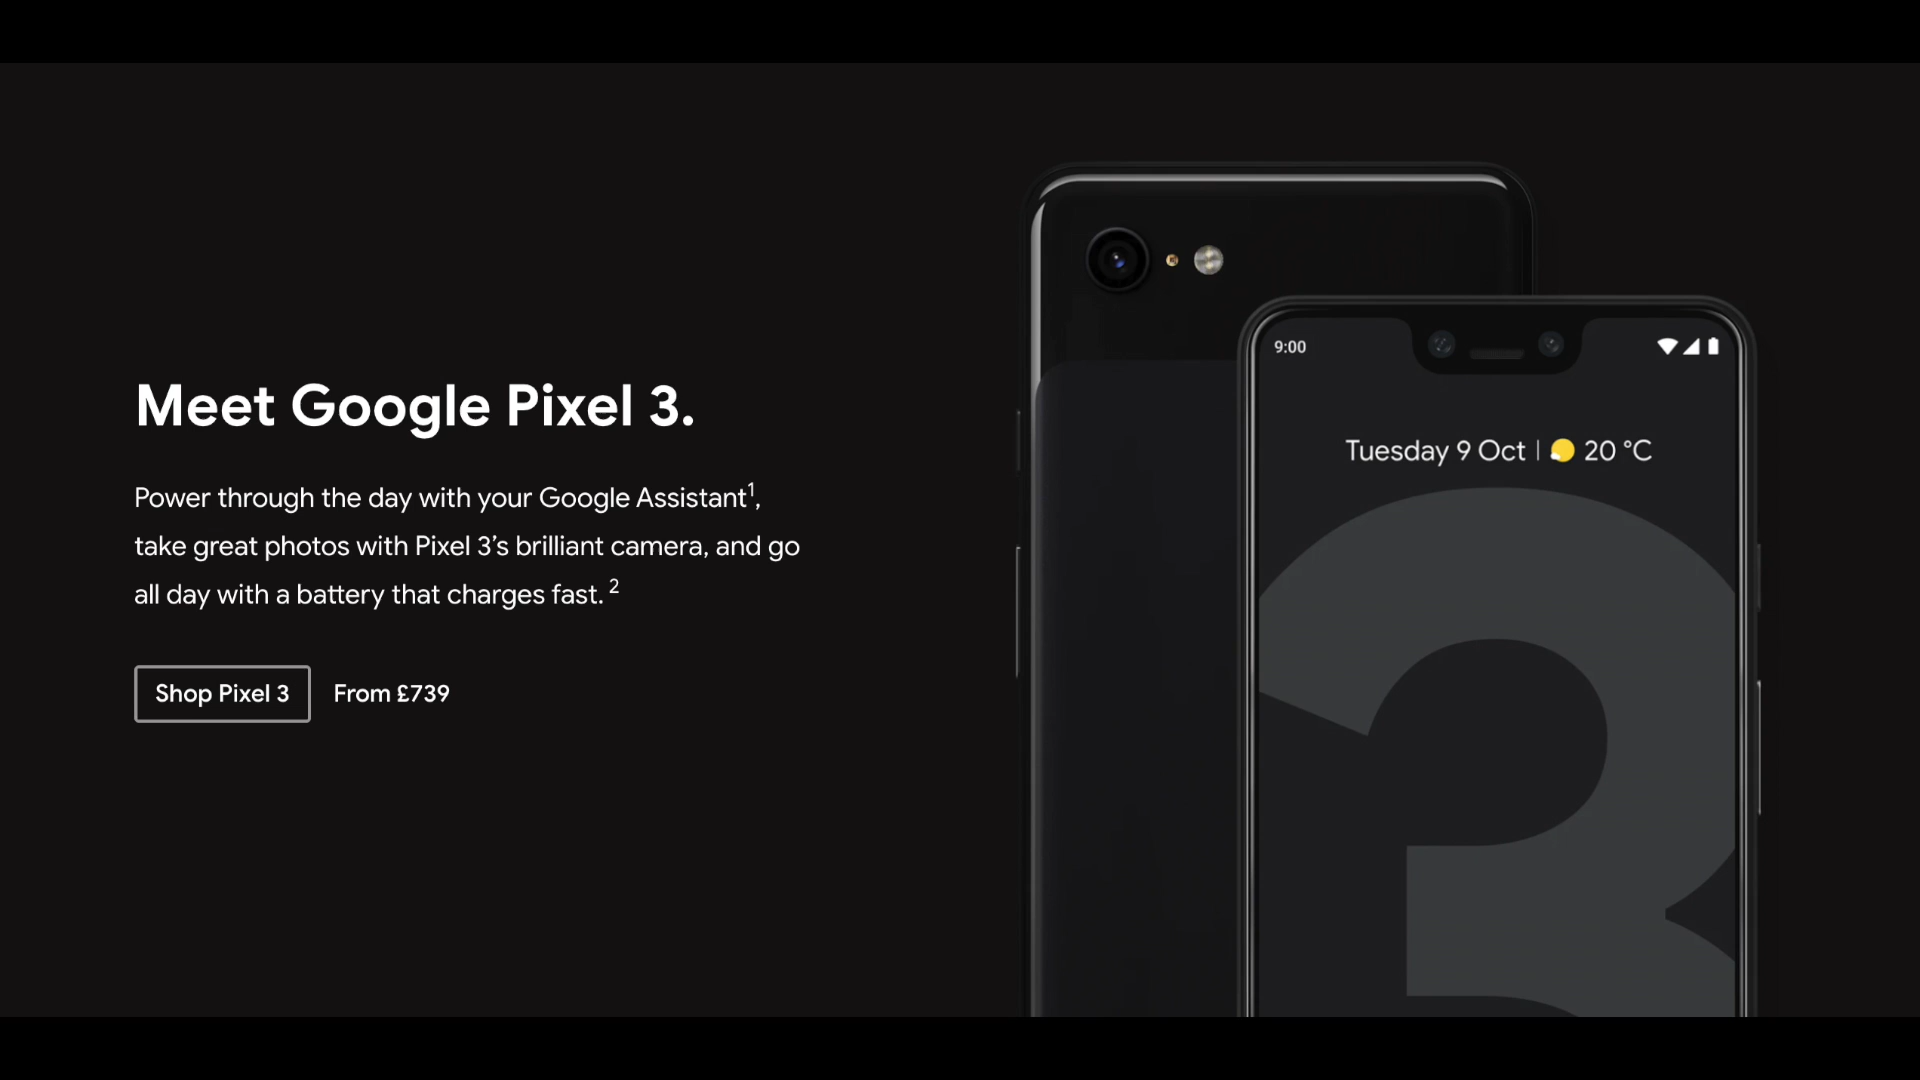 Meet Google Pixel 3.
Power through the day with your Google Assistant¹,
take great photos with Pixel 3’s brilliant camera, and go
all day with a battery that charges fast. ²
Shop Pixel 3 From £739
9:00
Tuesday 9 Oct | 20 °C
3